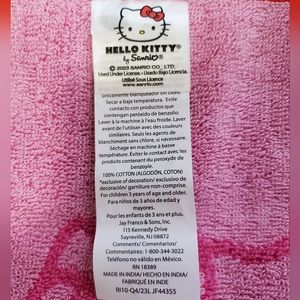 HELLO KITTY®
by Sanrio®
© 2023 SANRIO CO., LTD.
Used Under License • Usado Bajo Licencia
Utilisé Sous Licence
www.sanrio.com
únicamente blanqueador sin cloro.
Secar a baja temperatura. Evite
contacto con productos que
contengan peróxido de benzoilo.
Laver à la machine à l'eau froide.
Laver avec des couleurs
similaires. Seuls les agents de
blanchiment sans chlore, si nécessaire.
Séchage en machine à basse
température. Éviter le contact avec les
produits contenant du peroxyde de
benzoyle.
100% COTTON (ALGODÓN, COTON)
*exclusive of decoration/ excluidor de
decoración/ garniture non-comprise.
For children 3 years of age and older.
Para niños de 3 años de edad y
mayores.
Pour les enfants de 3 ans et plus.
Jay Franco & Sons, Inc.
115 Kennedy Drive
Sayreville, NJ 08872
Comments/ Comentarios/
Commentaires: 1-800-344-3022
Teléfono no válido en México.
RN 18389
MADE IN INDIA/ HECHO EN INDIA/
FABRIQUÉ EN INDE
RI10-Q4/23L JF44355